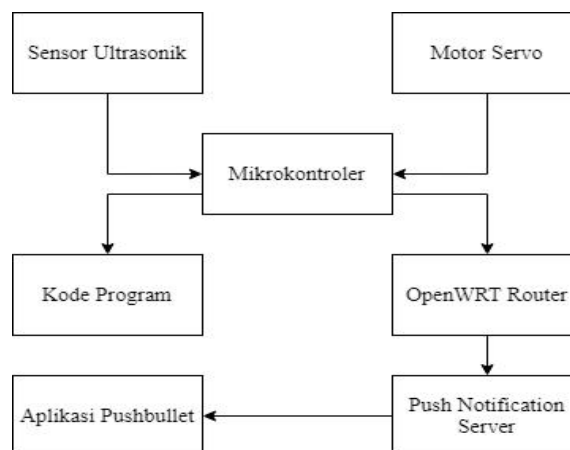 Sensor Ultrasonik
Motor Servo
Mikrokontroler
Kode Program
OpenWRT Router
Aplikasi Pushbullet
Push Notification
Server